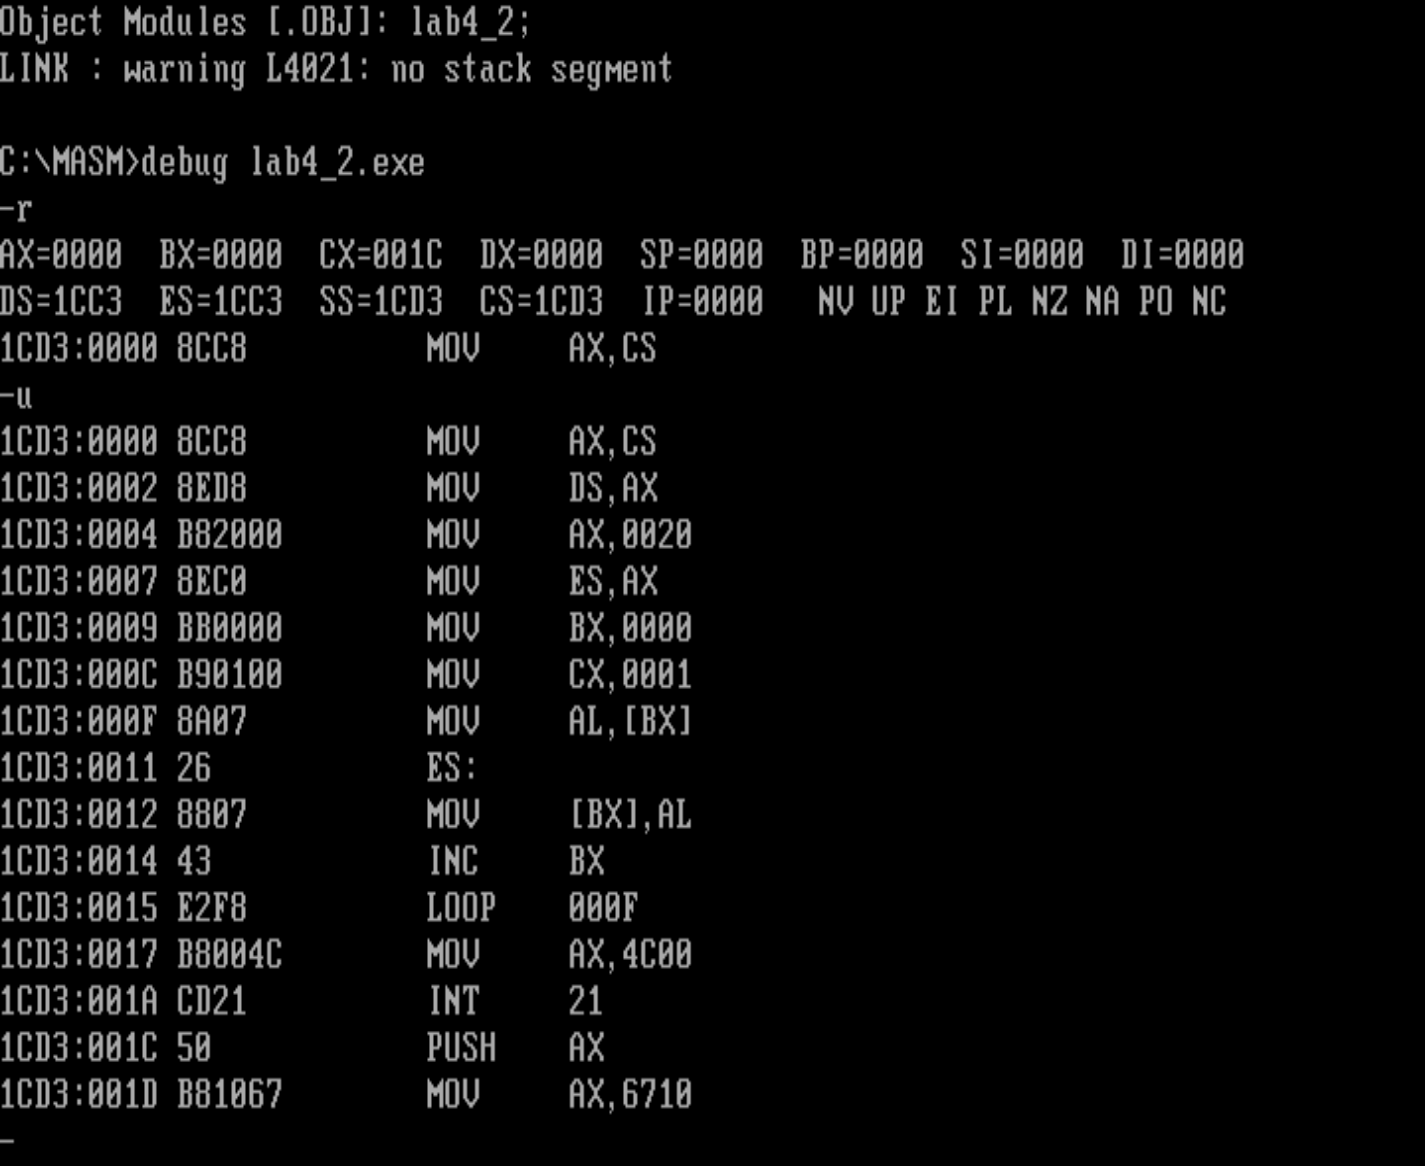 Object Modules [.OBJ]: lab4_2;
LINK : warning L4021: no stack segment
C:\MASM>debug lab4_2.exe
-r
AX=0000  BX=0000  CX=001C  DX=0000  SP=0000  BP=0000  SI=0000  DI=0000
DS=1CC3  ES=1CC3  SS=1CD3  CS=1CD3  IP=0000   NV UP EI PL NZ NA PO NC
1CD3:0000 8CC8          MOV     AX,CS
-u
1CD3:0000 8CC8          MOV     AX,CS
1CD3:0002 8ED8          MOV     DS,AX
1CD3:0004 B82000        MOV     AX,0020
1CD3:0007 8EC0          MOV     ES,AX
1CD3:0009 BB0000        MOV     BX,0000
1CD3:000C B90100        MOV     CX,0001
1CD3:000F 8A07          MOV     AL,[BX]
1CD3:0011 26            ES:
1CD3:0012 8807          MOV     [BX],AL
1CD3:0014 43            INC     BX
1CD3:0015 E2F8          LOOP    000F
1CD3:0017 B8004C        MOV     AX,4C00
1CD3:001A CD21          INT     21
1CD3:001C 50            PUSH    AX
1CD3:001D B81067        MOV     AX,6710
-